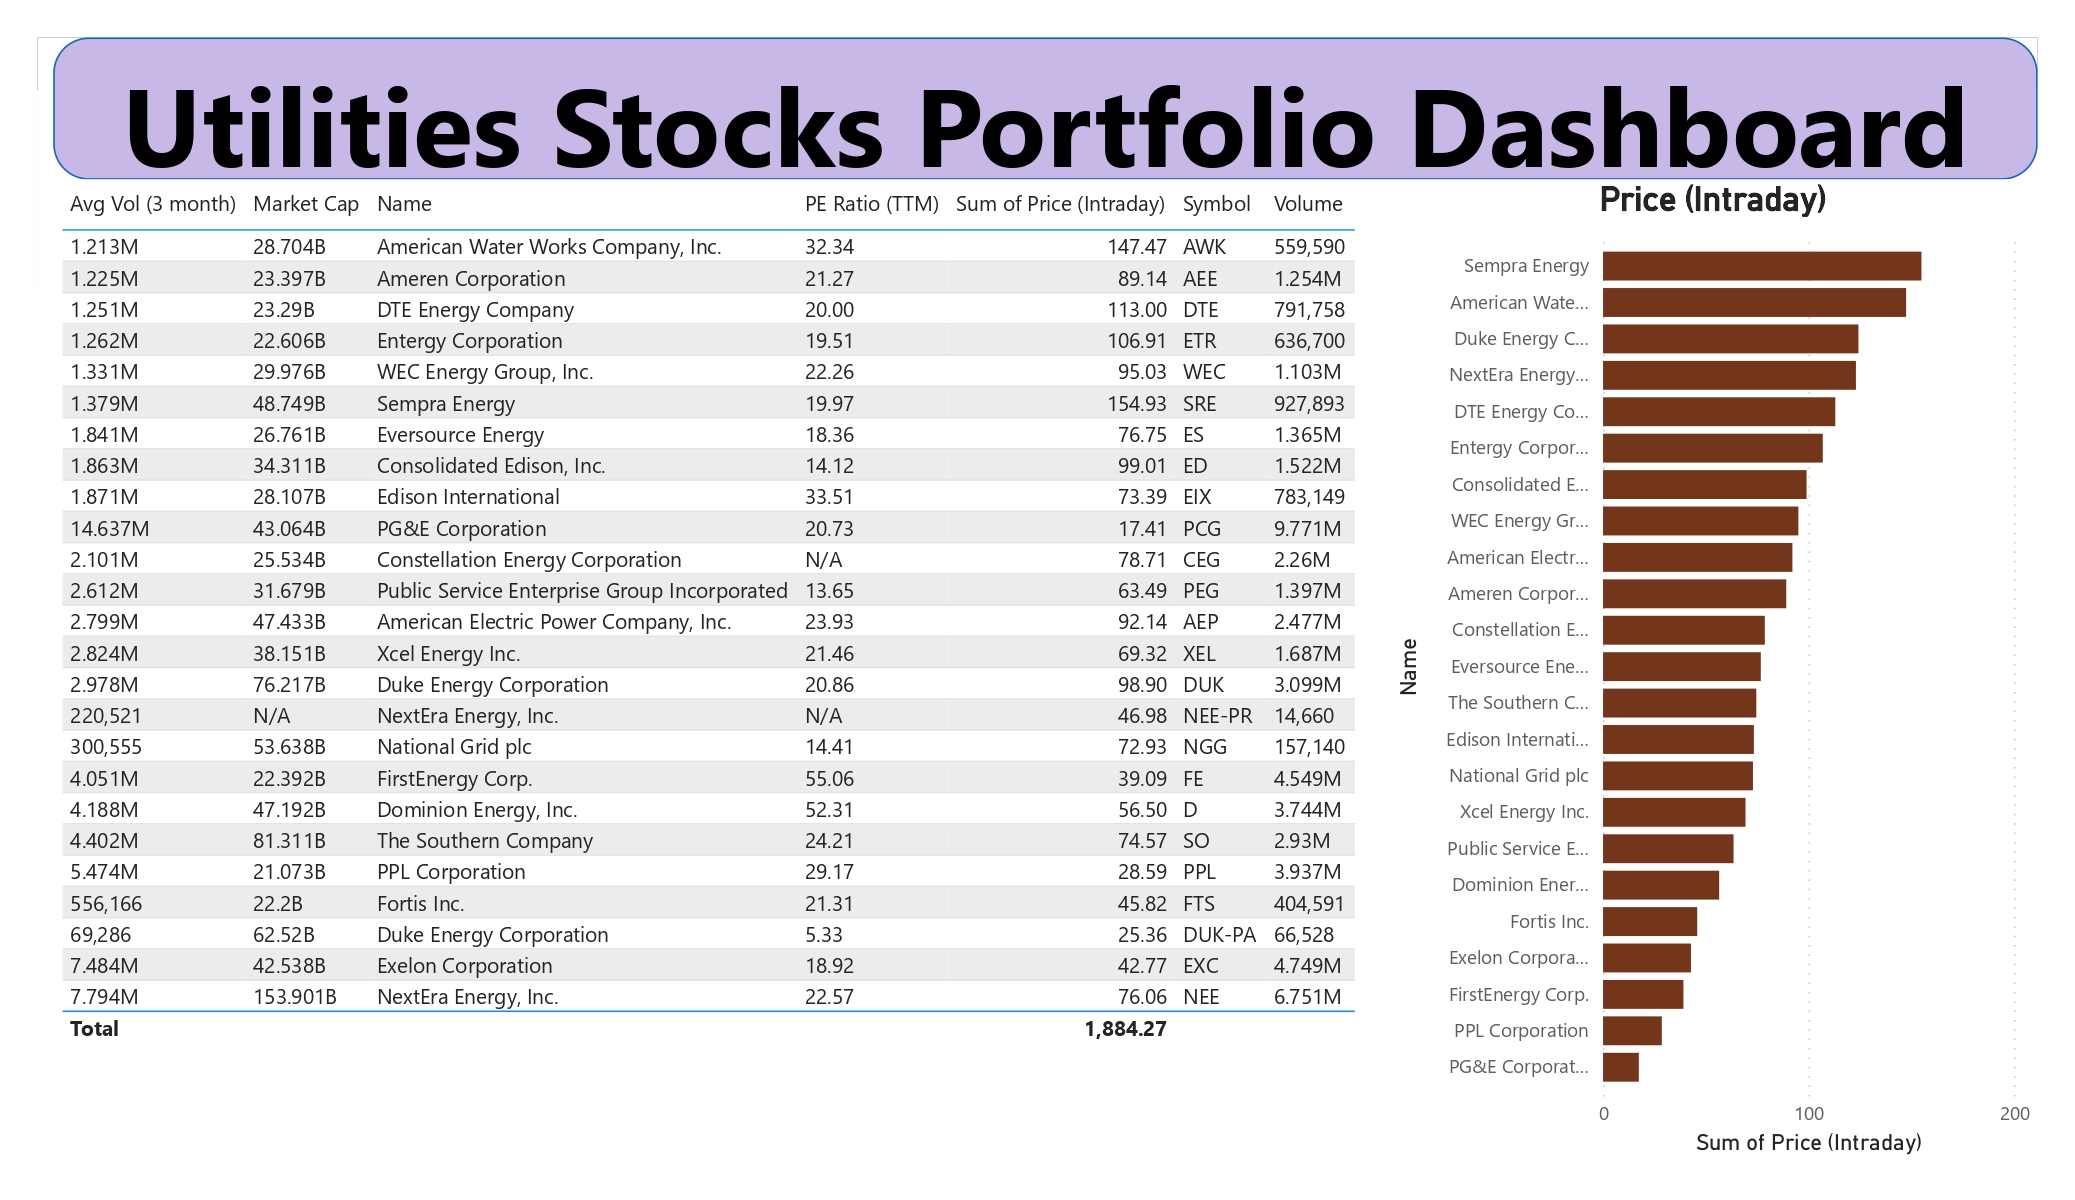 Utilities Stocks Portfolio Dashboard
Avg Vol (3 month) Market Cap Name PE Ratio (TTM) Sum of Price (Intraday) Symbol Volume
1.213M 28.704B American Water Works Company, Inc. 32.34 147.47 AWK 559,590
1.225M 23.397B Ameren Corporation 21.27 89.14 AEE 1.254M
1.251M 23.29B DTE Energy Company 20.00 113.00 DTE 791,758
1.262M 22.606B Entergy Corporation 19.51 106.91 ETR 636,700
1.331M 29.976B WEC Energy Group, Inc. 22.26 95.03 WEC 1.103M
1.379M 48.749B Sempra Energy 19.97 154.93 SRE 927,893
1.841M 26.761B Eversource Energy 18.36 76.75 ES 1.365M
1.863M 34.311B Consolidated Edison, Inc. 14.12 99.01 ED 1.522M
1.871M 28.107B Edison International 33.51 73.39 EIX 783,149
14.637M 43.064B PG&E Corporation 20.73 17.41 PCG 9.771M
2.101M 25.534B Constellation Energy Corporation N/A 78.71 CEG 2.26M
2.612M 31.679B Public Service Enterprise Group Incorporated 13.65 63.49 PEG 1.397M
2.799M 47.433B American Electric Power Company, Inc. 23.93 92.14 AEP 2.477M
2.824M 38.151B Xcel Energy Inc. 21.46 69.32 XEL 1.687M
2.978M 76.217B Duke Energy Corporation 20.86 98.90 DUK 3.099M
220,521 N/A NextEra Energy, Inc. N/A 46.98 NEE-PR 14,660
300,555 53.638B National Grid plc 14.41 72.93 NGG 157,140
4.051M 22.392B FirstEnergy Corp. 55.06 39.09 FE 4.549M
4.188M 47.192B Dominion Energy, Inc. 52.31 56.50 D 3.744M
4.402M 81.311B The Southern Company 24.21 74.57 SO 2.93M
5.474M 21.073B PPL Corporation 29.17 28.59 PPL 3.937M
556,166 22.2B Fortis Inc. 21.31 45.82 FTS 404,591
69,286 62.52B Duke Energy Corporation 5.33 25.36 DUK-PA 66,528
7.484M 42.538B Exelon Corporation 18.92 42.77 EXC 4.749M
7.794M 153.901B NextEra Energy, Inc. 22.57 76.06 NEE 6.751M
Total 1,884.27
Price (Intraday)
Name
Sempra Energy
American Wate...
Duke Energy C...
NextEra Energy...
DTE Energy Co...
Entergy Corpor...
Consolidated E...
WEC Energy Gr...
American Electr...
Ameren Corpor...
Constellation E...
Eversource Ene...
The Southern C...
Edison Internati...
National Grid plc
Xcel Energy Inc.
Public Service E...
Dominion Ener...
Fortis Inc.
Exelon Corpora...
FirstEnergy Corp.
PPL Corporation
PG&E Corporat...
0 100 200
Sum of Price (Intraday)